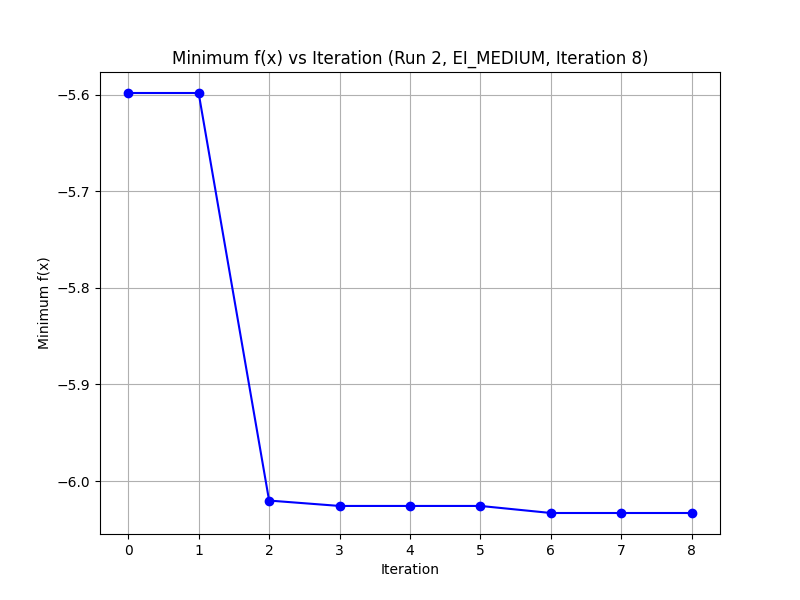 Minimum f(x) vs Iteration (Run 2, EI_MEDIUM, Iteration 8)
Minimum f(x)
−5.6
−5.7
−5.8
−5.9
−6.0
0 1 2 3 4 5 6 7 8
Iteration